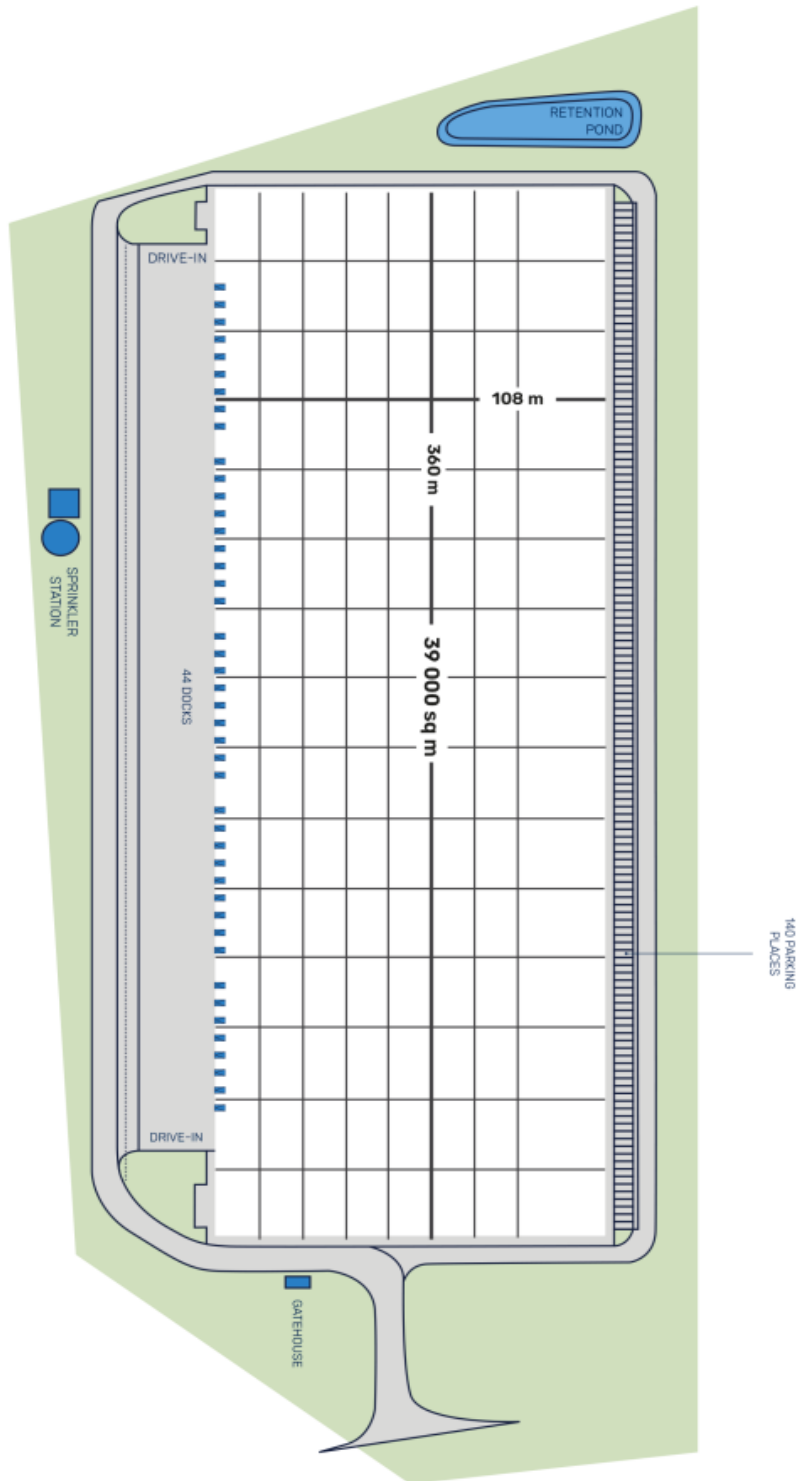 RETENTION
POND
DRIVE-IN
108 m
360 m
SPRINKLER
STATION
39 000 sq m
44 DOCKS
140 PARKING
PLACES
DRIVE-IN
GATEHOUSE